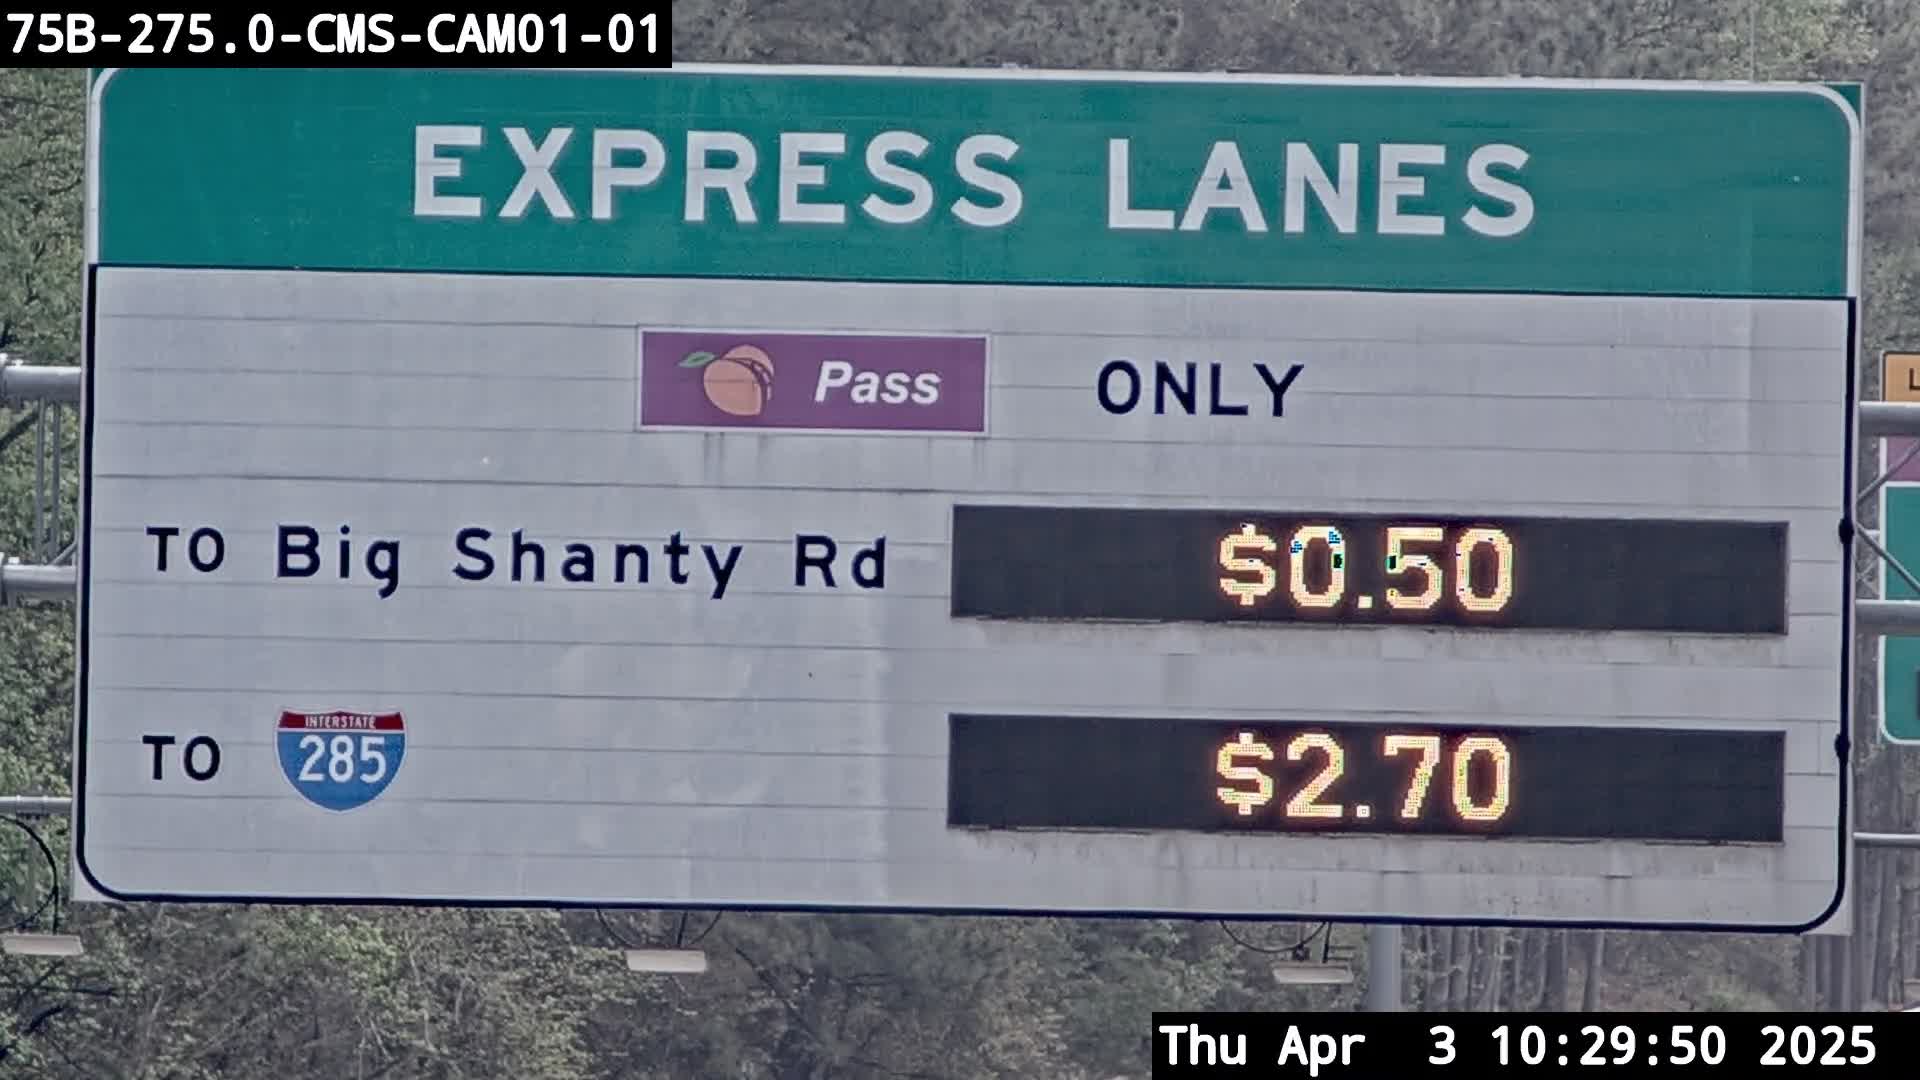 75B-275.0-CMS-CAM01-01
EXPRESS LANES
Pass ONLY
TO Big Shanty Rd $0.50
TO INTERSTATE 285 $2.70
Thu Apr 3 10:29:50 2025